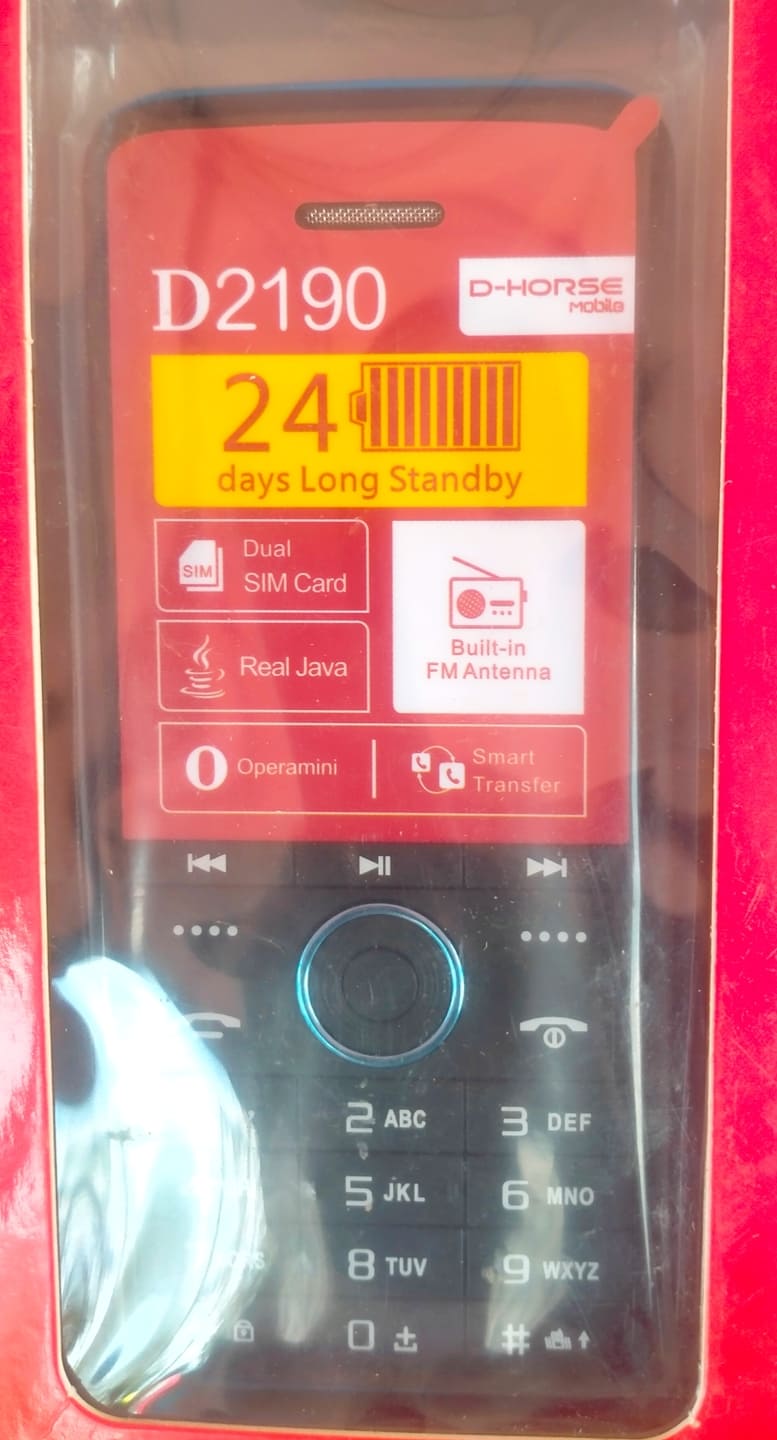 D2190
D-HORSE
Mobile
24
days Long Standby
SIM
Dual
SIM Card
Built-in
FM Antenna
Real Java
Operamini
Smart
Transfer
2 ABC
3 DEF
5 JKL
6 MNO
8 TUV
9 WXYZ
0
#